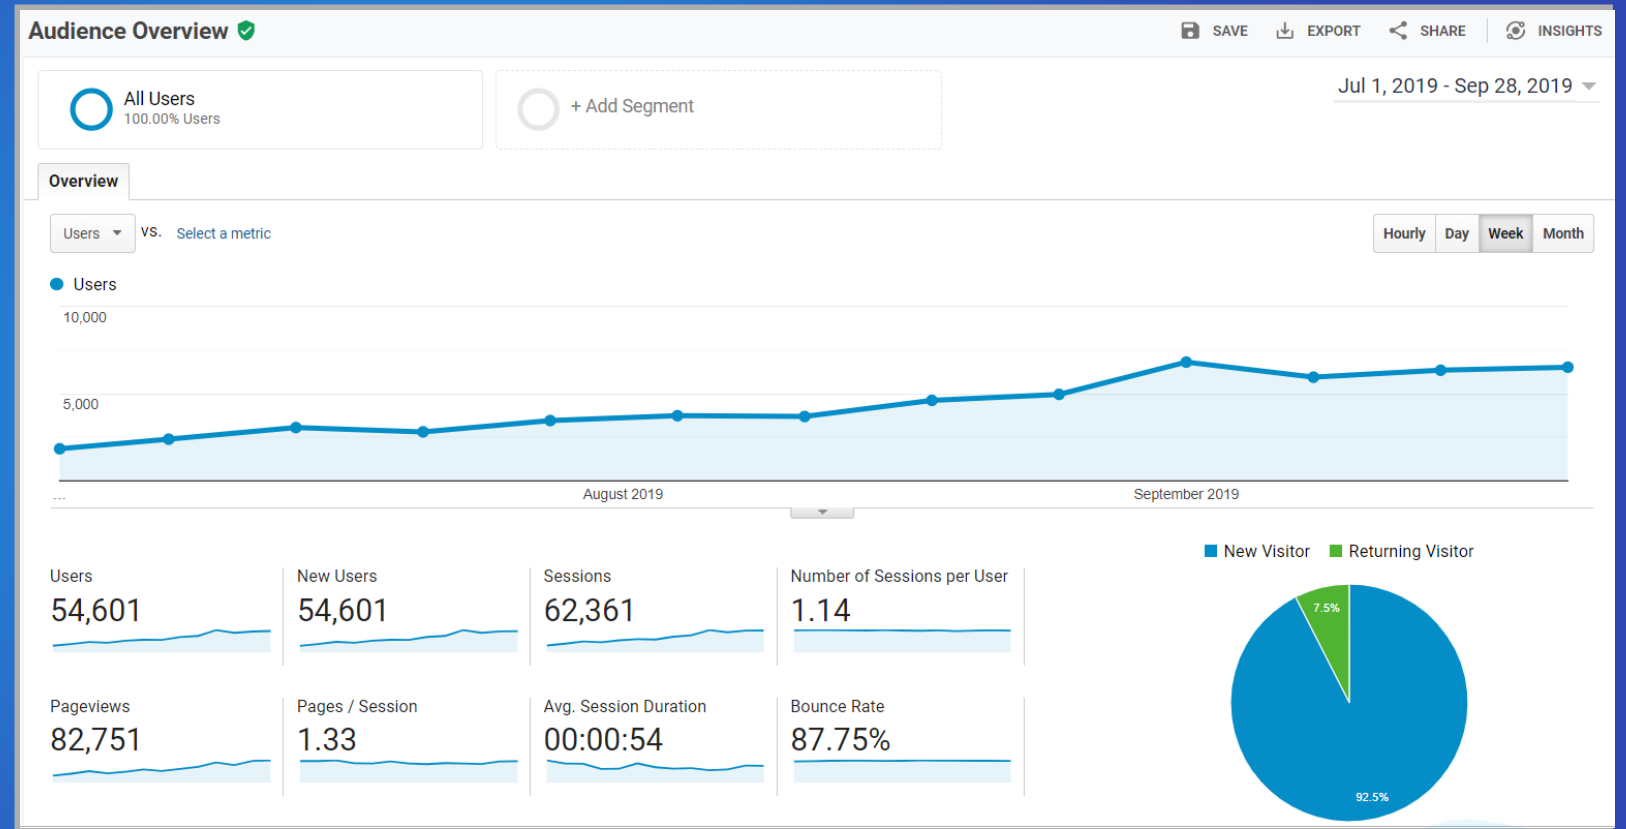 Audience Overview
SAVE
EXPORT
SHARE
INSIGHTS
All Users
100.00% Users
+ Add Segment
Jul 1, 2019 - Sep 28, 2019
Overview
Users
vs.
Select a metric
Hourly
Day
Week
Month
Users
10,000
5,000
...
August 2019
September 2019
New Visitor
Returning Visitor
Users
54,601
New Users
54,601
Sessions
62,361
Number of Sessions per User
1.14
7.5%
Pageviews
82,751
Pages / Session
1.33
Avg. Session Duration
00:00:54
Bounce Rate
87.75%
92.5%